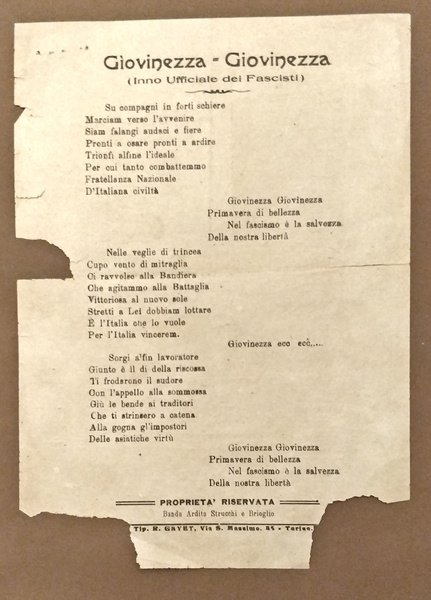 Giovinezza - Giovinezza
(Inno Ufficiale dei Fascisti)
Su compagni in forti schiere
Marciam verso l'avvenire
Siam falangi audaci e fiere
Pronti a osare pronti a ardire
Trionfi alfine l'ideale
Per cui tanto combattemmo
Fratellanza Nazionale
D'Italiana civiltà
Giovinezza Giovinezza
Primavera di bellezza
Nel fascismo è la salvezza
Della nostra libertà
Nelle veglie di trincea
Cupo vento di mitraglia
Ci ravvolse alla Bandiera
Che agitammo alla Battaglia
Vittoriosa al nuovo sole
Stretti a Lei dobbiam lottare
È l'Italia che lo vuole
Per l'Italia vincerem.
Giovinezza ecc ecc,....
Sorgi alfin lavoratore
Giunto è il dì della riscossa
Ti frodarono il sudore
Con l'appello alla sommossa
Giù le bende ai traditori
Che ti strinsero a catena
Alla gogna gl'impostori
Delle asiatiche virtù
Giovinezza Giovinezza
Primavera di bellezza
Nel fascismo è la salvezza
Della nostra libertà
PROPRIETA' RISERVATA
Banda Ardita Strucchi e Brioglio
Tip. R. GAYET, Via S. Massimo, - Torino